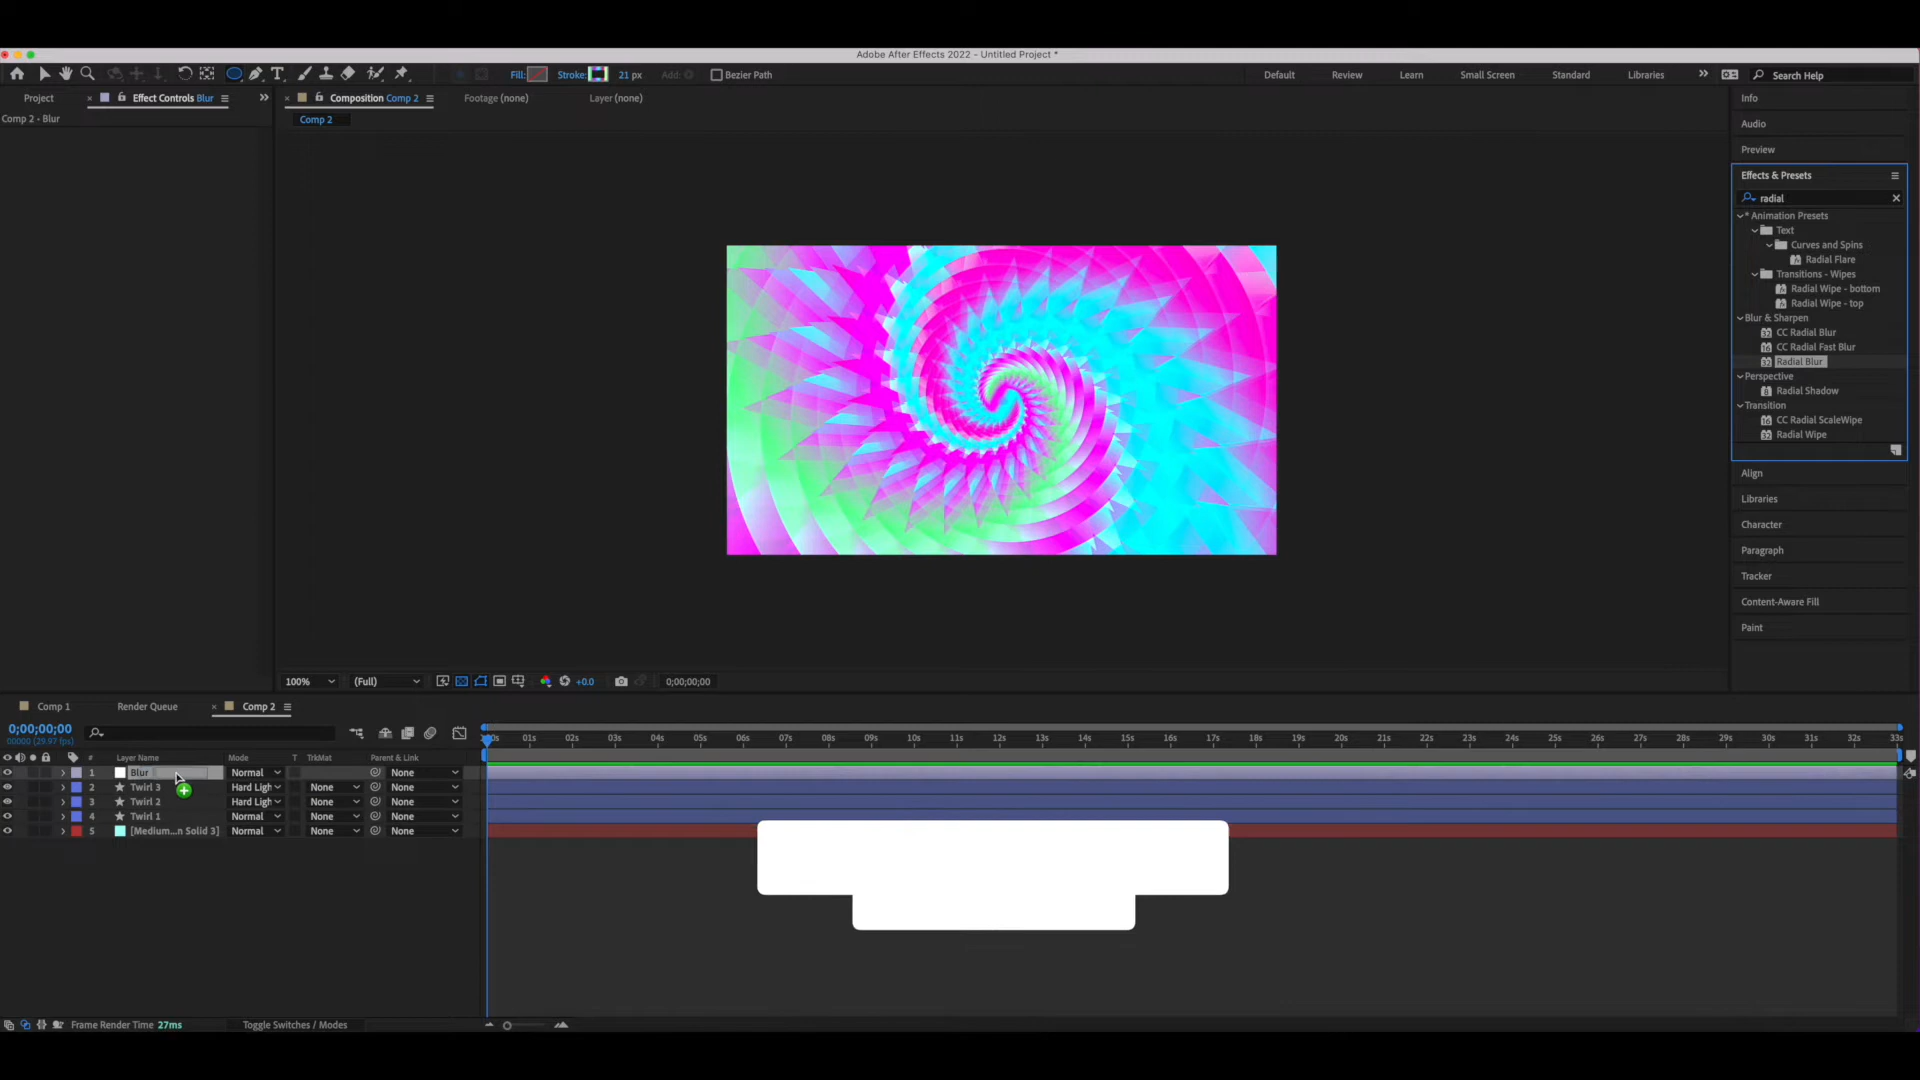 Adobe After Effects 2022 - Untitled Project *
Fill: Stroke: 21 px Add: Bezier Path
Default Review Learn Small Screen Standard Libraries Search Help
Project Effect Controls Blur Composition Comp 2 Footage (none) Layer (none)
Comp 2 - Blur
Comp 2
Info
Audio
Preview
Effects & Presets
radial
* Animation Presets
Text
Curves and Spins
Radial Flare
Transitions - Wipes
Radial Wipe - bottom
Radial Wipe - top
Blur & Sharpen
CC Radial Blur
CC Radial Fast Blur
Radial Blur
Perspective
Radial Shadow
Transition
CC Radial ScaleWipe
Radial Wipe
Align
Libraries
Character
Paragraph
Tracker
Content-Aware Fill
Paint
100% (Full) +0.0 0;00;00;00
Comp 1 Render Queue Comp 2
0;00;00;00
00000 (29.97 fps)
01s 02s 03s 04s 05s 06s 07s 08s 09s 10s 11s 12s 13s 14s 15s 16s 17s 18s 19s 20s 21s 22s 23s 24s 25s 26s 27s 28s 29s 30s 31s 32s 33s
# Layer Name Mode T TrkMat Parent & Link
1 Blur Normal None
2 Twirl 3 Hard Ligh None None
3 Twirl 2 Hard Ligh None None
4 Twirl 1 Normal None None
5 [Medium...n Solid 3] Normal None None
Frame Render Time 27ms Toggle Switches / Modes